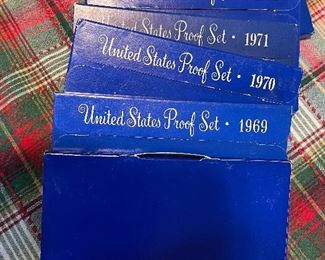 United States Proof Set · 1971
United States Proof Set · 1970
United States Proof Set · 1969